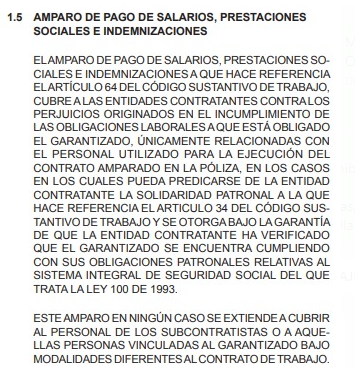 1.5 AMPARO DE PAGO DE SALARIOS, PRESTACIONES
SOCIALES E INDEMNIZACIONES
EL AMPARO DE PAGO DE SALARIOS, PRESTACIONES SO-
CIALES E INDEMNIZACIONES A QUE HACE REFERENCIA
EL ARTÍCULO 64 DEL CÓDIGO SUSTANTIVO DE TRABAJO,
CUBRE A LAS ENTIDADES CONTRATANTES CONTRA LOS
PERJUICIOS ORIGINADOS EN EL INCUMPLIMIENTO DE
LAS OBLIGACIONES LABORALES A QUE ESTÁ OBLIGADO
EL GARANTIZADO, ÚNICAMENTE RELACIONADAS CON
EL PERSONAL UTILIZADO PARA LA EJECUCIÓN DEL
CONTRATO AMPARADO EN LA PÓLIZA, EN LOS CASOS
EN LOS CUALES PUEDA PREDICARSE DE LA ENTIDAD
CONTRATANTE LA SOLIDARIDAD PATRONAL A LA QUE
HACE REFERENCIA EL ARTICULO 34 DEL CÓDIGO SUS-
TANTIVO DE TRABAJO Y SE OTORGA BAJO LA GARANTÍA
DE QUE LA ENTIDAD CONTRATANTE HA VERIFICADO
QUE EL GARANTIZADO SE ENCUENTRA CUMPLIENDO
CON SUS OBLIGACIONES PATRONALES RELATIVAS AL
SISTEMA INTEGRAL DE SEGURIDAD SOCIAL DEL QUE
TRATA LA LEY 100 DE 1993.
ESTE AMPARO EN NINGÚN CASO SE EXTIENDE A CUBRIR
AL PERSONAL DE LOS SUBCONTRATISTAS O A AQUE-
LLAS PERSONAS VINCULADAS AL GARANTIZADO BAJO
MODALIDADES DIFERENTES AL CONTRATO DE TRABAJO.